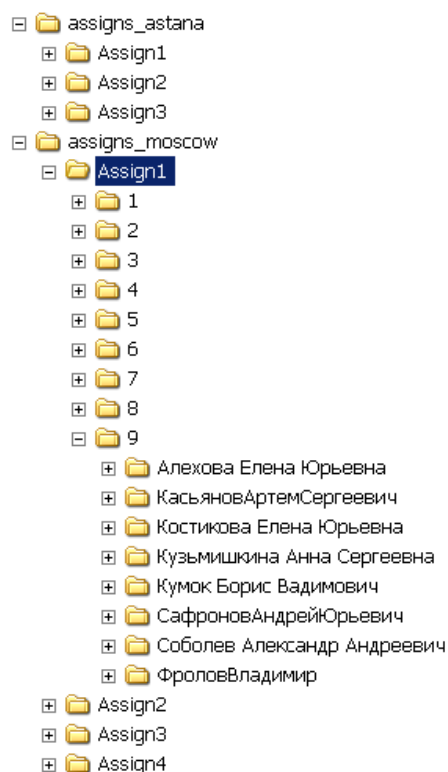 assigns_astana
Assign1
Assign2
Assign3
assigns_moscow
Assign1
1
2
3
4
5
6
7
8
9
Алехова Елена Юрьевна
КасьяновАртемСергеевич
Костикова Елена Юрьевна
Кузьмишкина Анна Сергеевна
Кумок Борис Вадимович
СафроновАндрейЮрьевич
Соболев Александр Андреевич
ФроловВладимир
Assign2
Assign3
Assign4